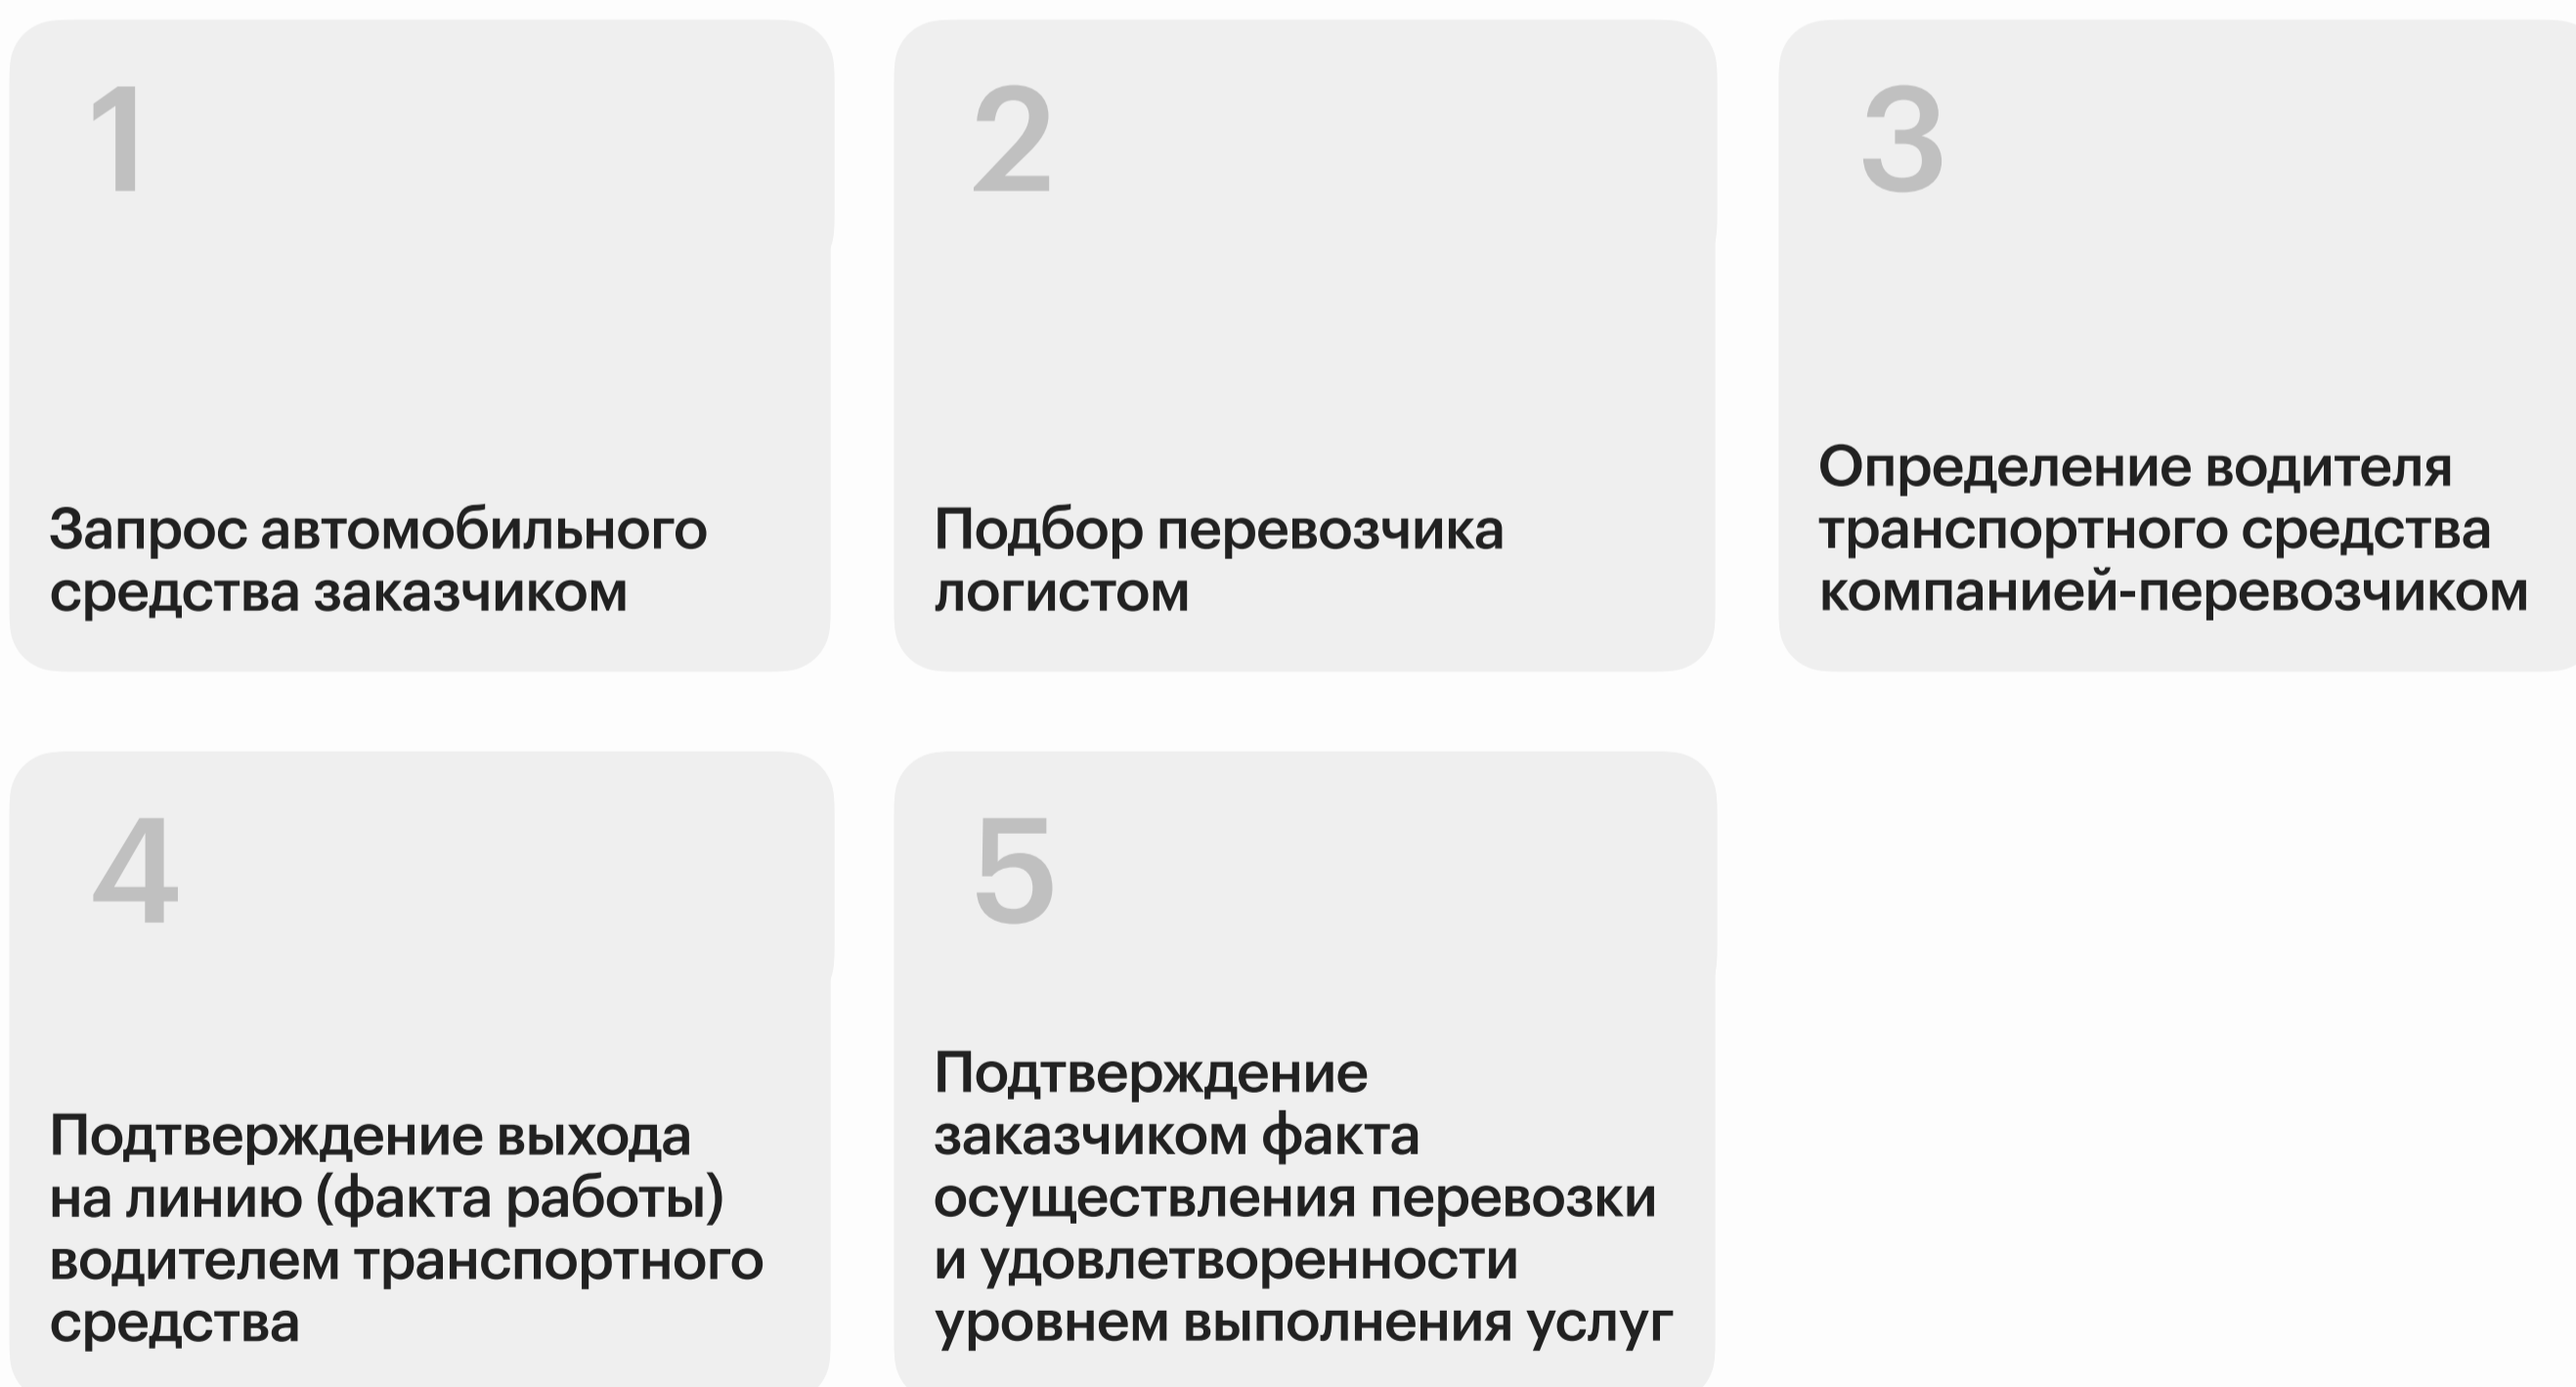 1
Запрос автомобильного
средства заказчиком
2
Подбор перевозчика
логистом
3
Определение водителя
транспортного средства
компанией-перевозчиком
4
Подтверждение выхода
на линию (факта работы)
водителем транспортного
средства
5
Подтверждение
заказчиком факта
осуществления перевозки
и удовлетворенности
уровнем выполнения услуг